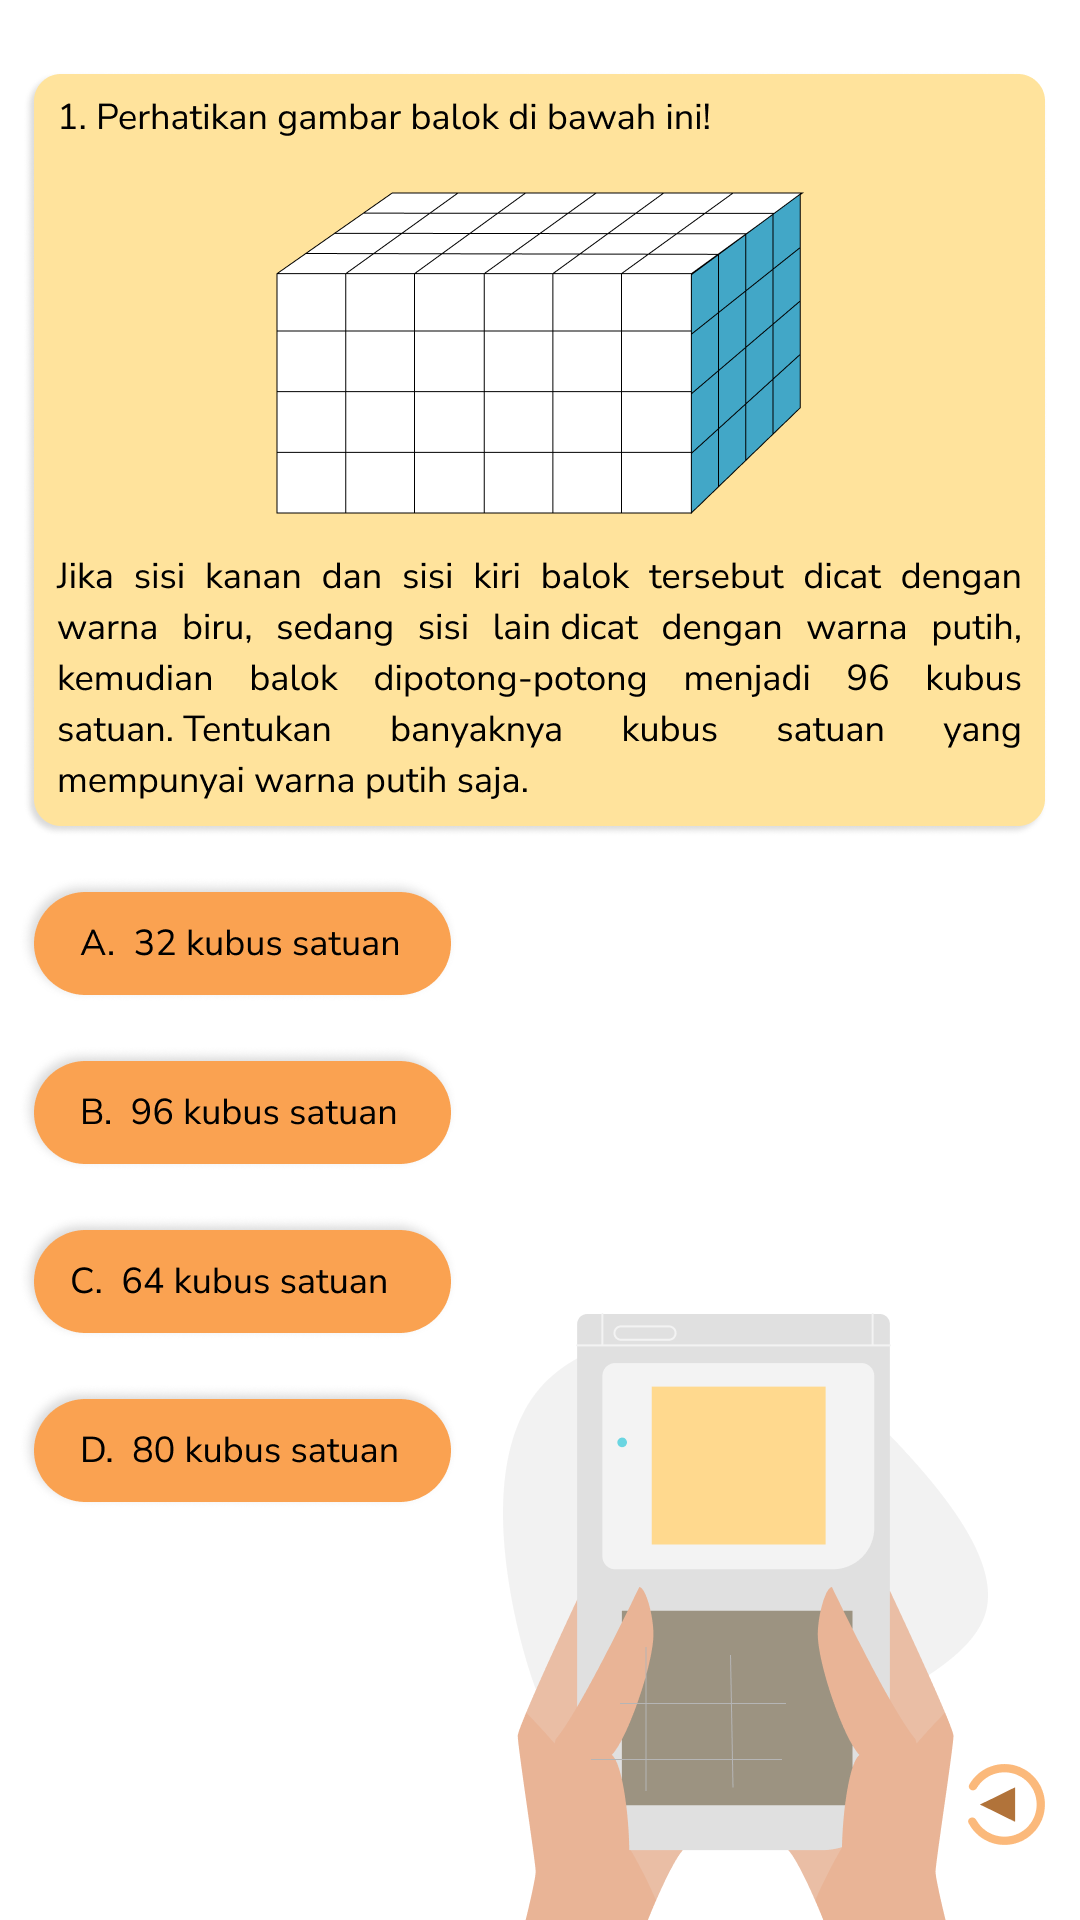 1. Perhatikan gambar balok di bawah ini!
Jika sisi kanan dan sisi kiri balok tersebut dicat dengan
warna biru, sedang sisi lain dicat dengan warna putih,
kemudian balok dipotong-potong menjadi 96 kubus
satuan. Tentukan banyaknya kubus satuan yang
mempunyai warna putih saja.
A. 32 kubus satuan
B. 96 kubus satuan
C. 64 kubus satuan
D. 80 kubus satuan